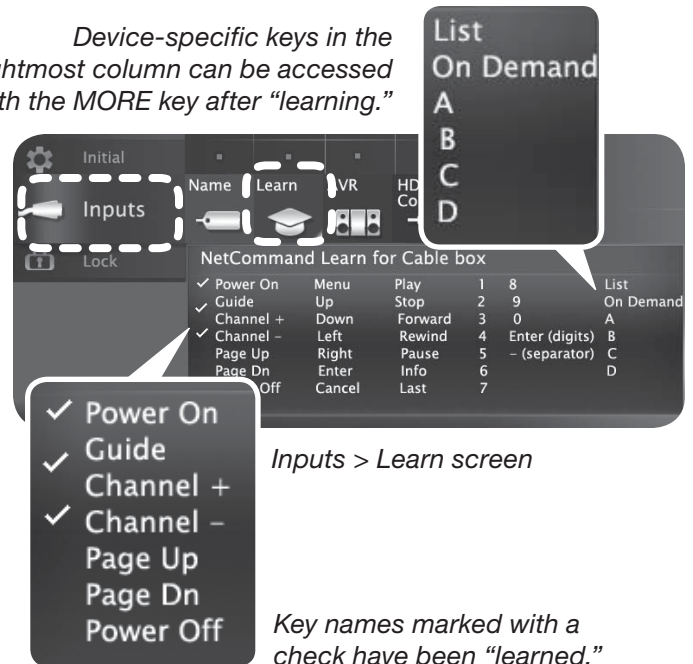 Device-specific keys in the
ghtmost column can be accessed
th the MORE key after “learning.”
List
On Demand
A
B
C
D
Initial
Inputs
Lock
Name Learn AVR HD
Co
NetCommand Learn for Cable box
✓ Power On Menu Play 1 8 List
✓ Guide Up Stop 2 9 On Demand
Channel + Down Forward 3 0 A
✓ Channel – Left Rewind 4 Enter (digits) B
Page Up Right Pause 5 – (separator) C
Page Dn Enter Info 6 D
Off Cancel Last 7
✓ Power On
✓ Guide
Channel +
✓ Channel –
Page Up
Page Dn
Power Off
Inputs > Learn screen
Key names marked with a
check have been “learned.”